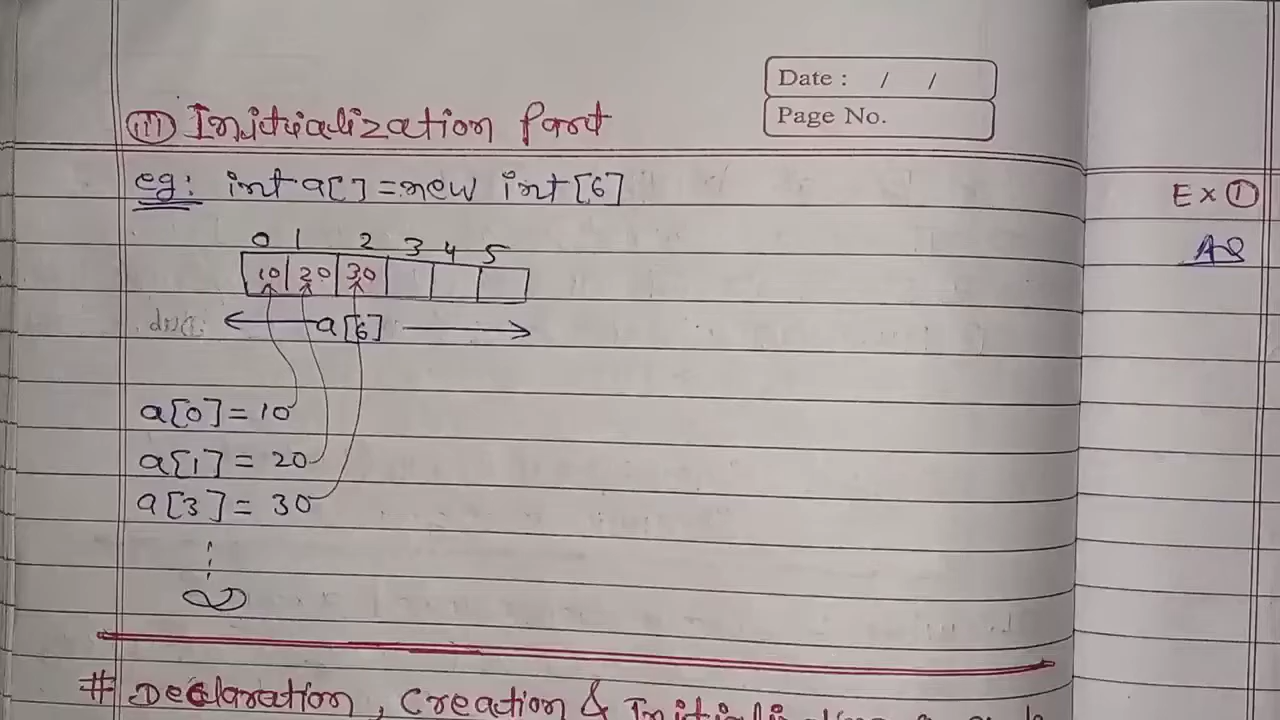 Date : / /
Page No.
(III) Initialization Part
eg: int a[] = new int [6]
0 1 2 3 4 5
10 20 30
a[6]
a[0] = 10
a[1] = 20
a[3] = 30
∞
# Declaration, Creation &
Ex ①